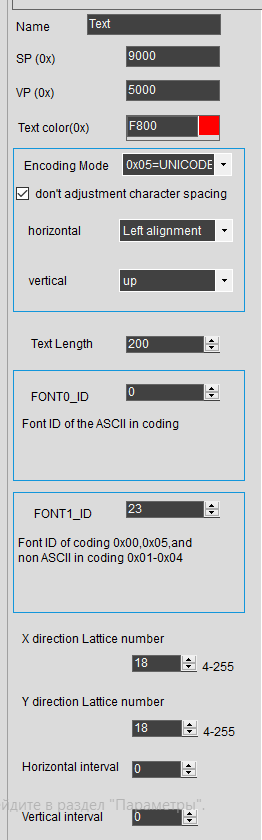 Name Text
SP (0x) 9000
VP (0x) 5000
Text color(0x) F800
Encoding Mode 0x05=UNICODE
don't adjustment character spacing
horizontal Left alignment
vertical up
Text Length 200
FONT0_ID 0
Font ID of the ASCII in coding
FONT1_ID 23
Font ID of coding 0x00,0x05,and
non ASCII in coding 0x01-0x04
X direction Lattice number
18 4-255
Y direction Lattice number
18 4-255
Horizontal interval 0
в раздел "Параметры".
Vertical interval 0